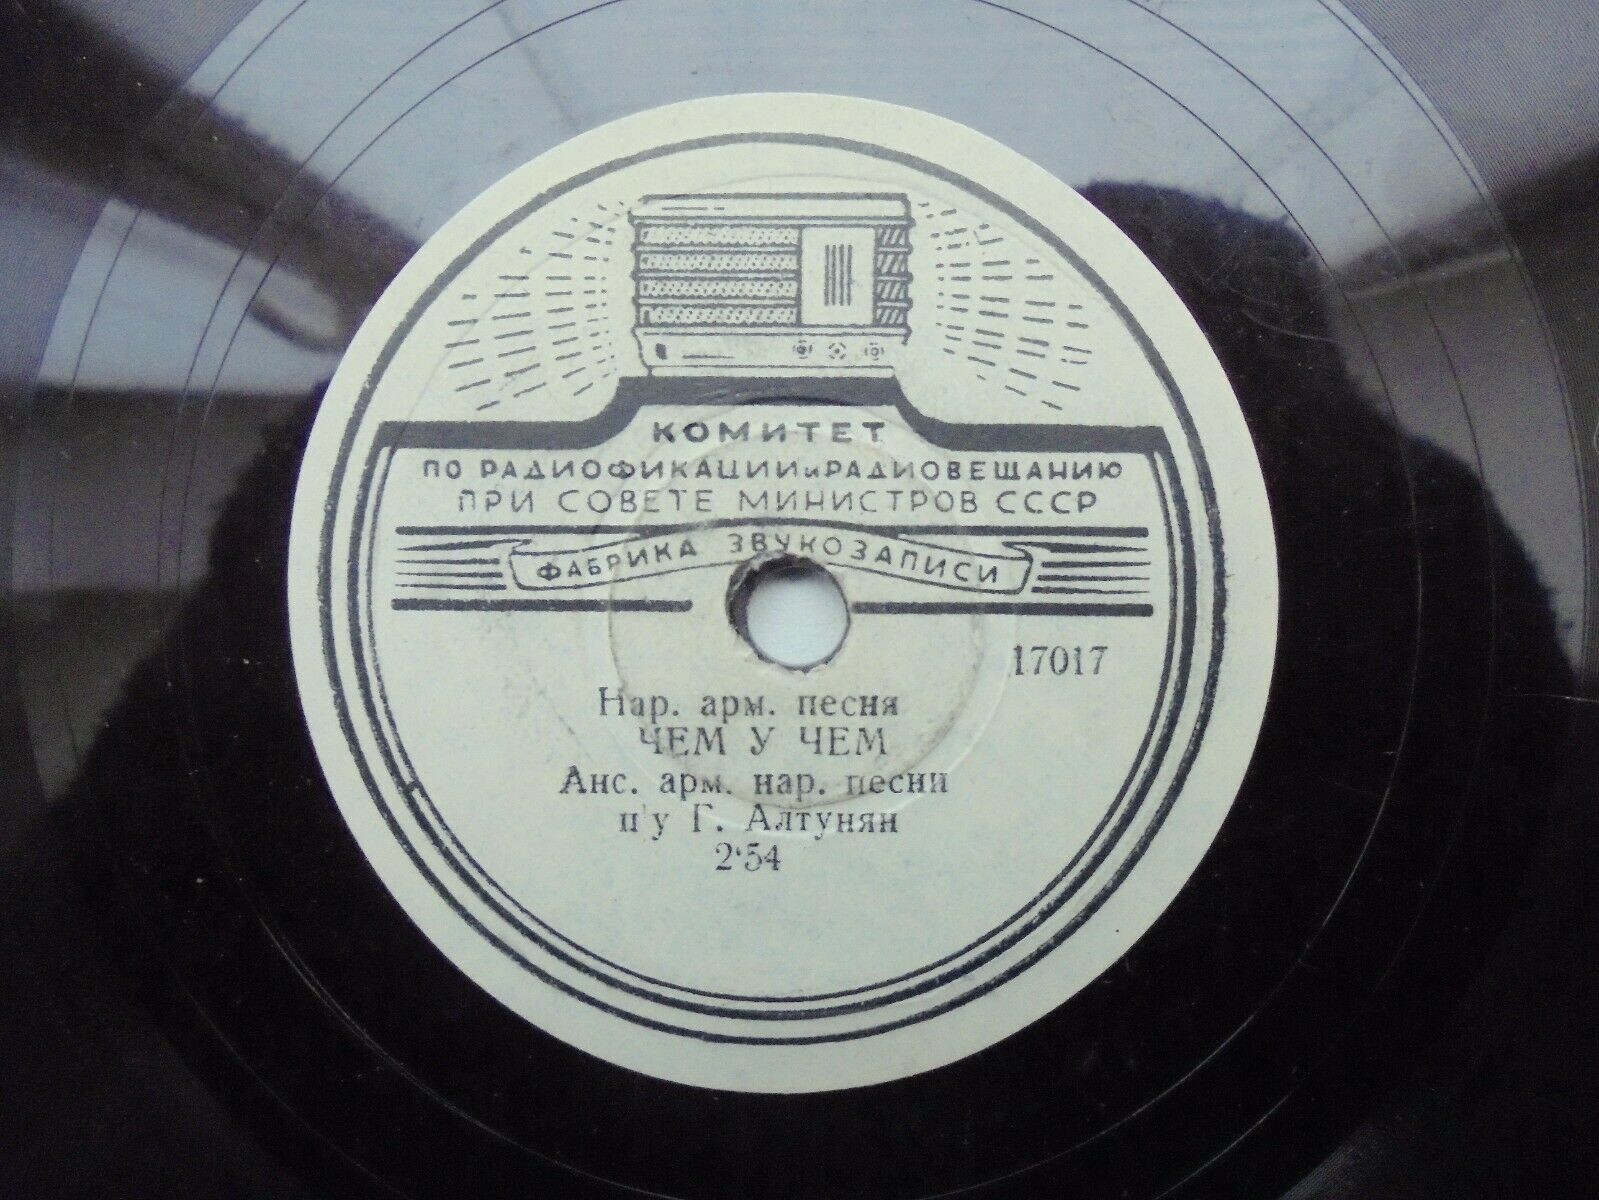 КОМИТЕТ
ПО РАДИОФИКАЦИИ и РАДИОВЕЩАНИЮ
ПРИ СОВЕТЕ МИНИСТРОВ СССР
ФАБРИКА ЗВУКОЗАПИСИ
17017
Нар. арм. песня
ЧЕМ У ЧЕМ
Анс. арм. нар. песни
п/у Г. Алтунян
2'54